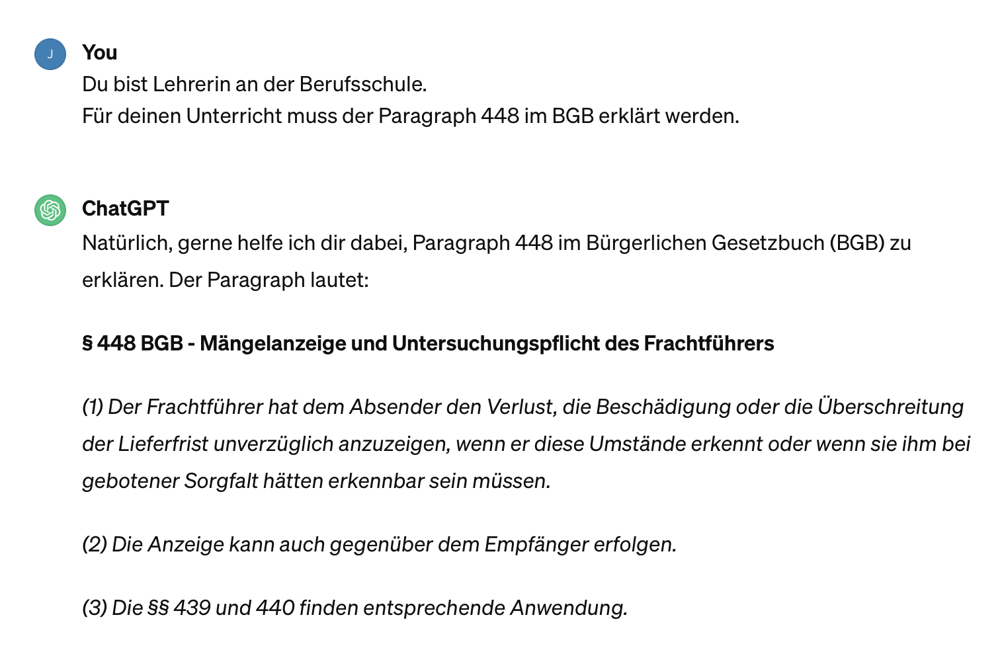 J
You
Du bist Lehrerin an der Berufsschule.
Für deinen Unterricht muss der Paragraph 448 im BGB erklärt werden.
ChatGPT
Natürlich, gerne helfe ich dir dabei, Paragraph 448 im Bürgerlichen Gesetzbuch (BGB) zu
erklären. Der Paragraph lautet:
§ 448 BGB - Mängelanzeige und Untersuchungspflicht des Frachtführers
(1) Der Frachtführer hat dem Absender den Verlust, die Beschädigung oder die Überschreitung
der Lieferfrist unverzüglich anzuzeigen, wenn er diese Umstände erkennt oder wenn sie ihm bei
gebotener Sorgfalt hätten erkennbar sein müssen.
(2) Die Anzeige kann auch gegenüber dem Empfänger erfolgen.
(3) Die §§ 439 und 440 finden entsprechende Anwendung.